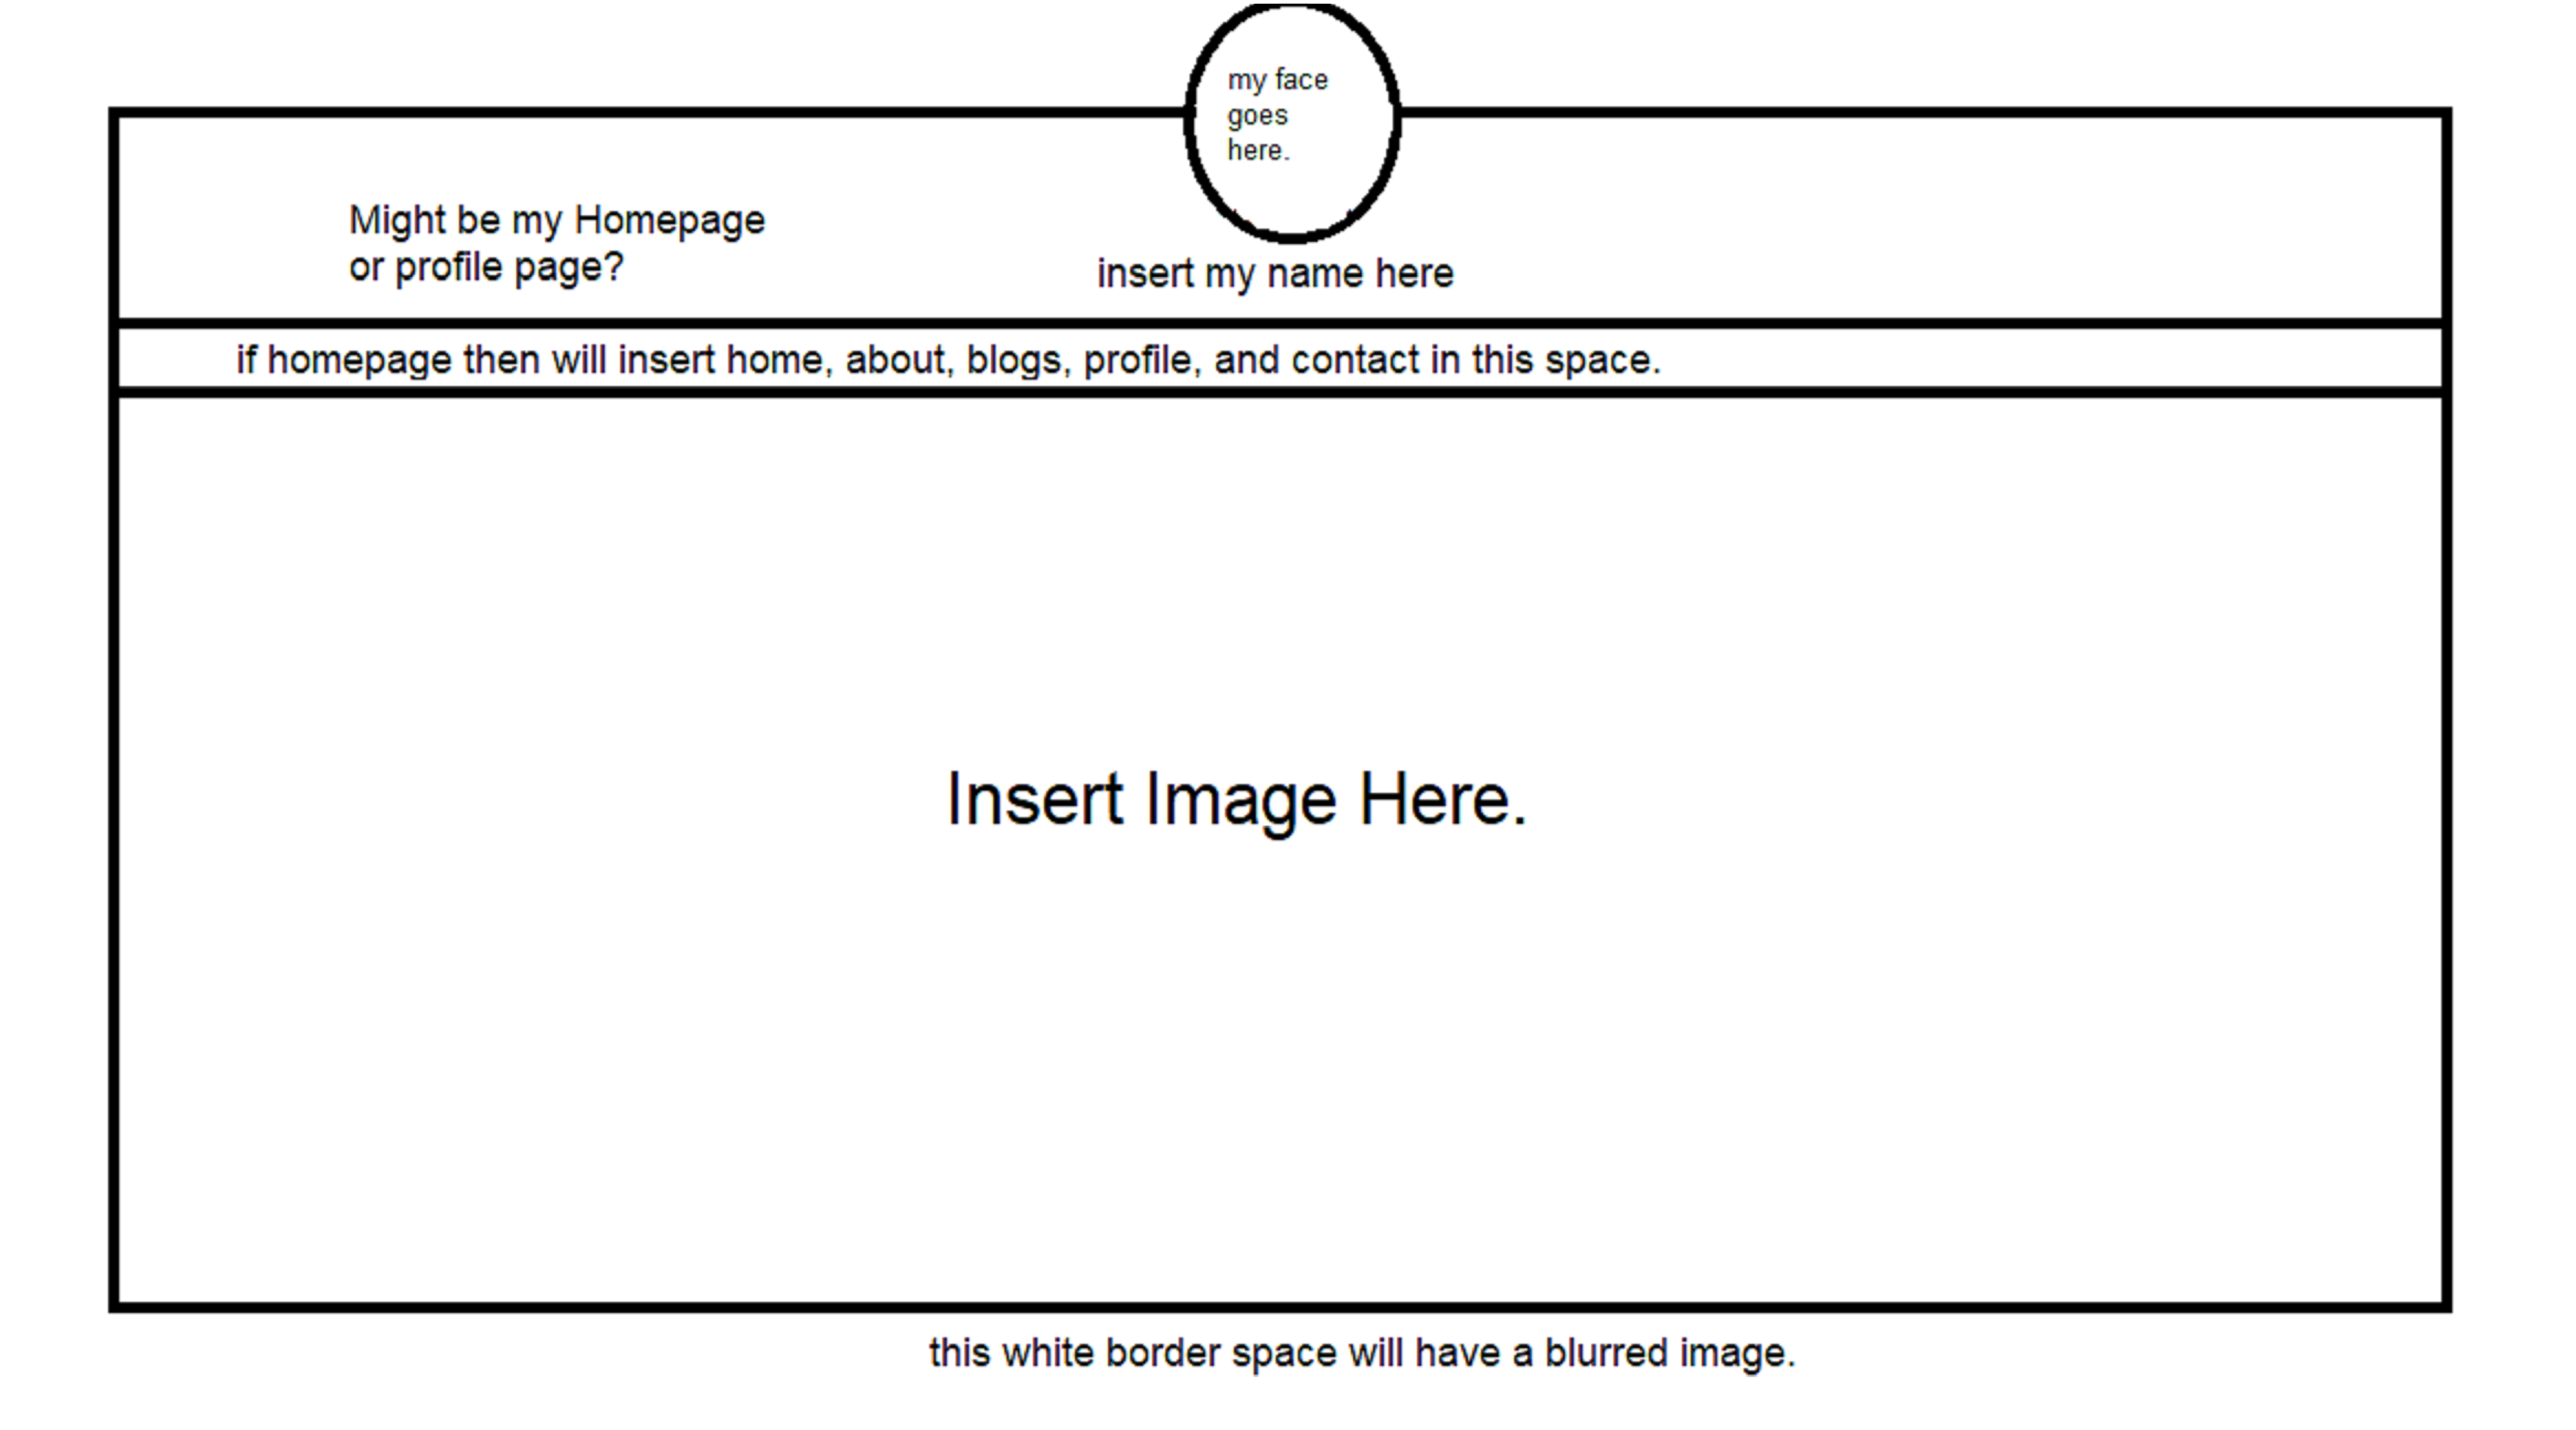 my face
goes
here.
Might be my Homepage
or profile page?
insert my name here
if homepage then will insert home, about, blogs, profile, and contact in this space.
Insert Image Here.
this white border space will have a blurred image.